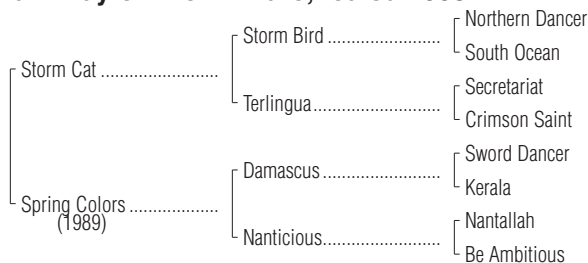 Northern Dancer
Storm Bird ........................
South Ocean
Storm Cat .........................
Secretariat
Terlingua ..........................
Crimson Saint
Sword Dancer
Damascus .......................
Kerala
Spring Colors ...................
(1989)
Nantallah
Nanticious.......................
Be Ambitious